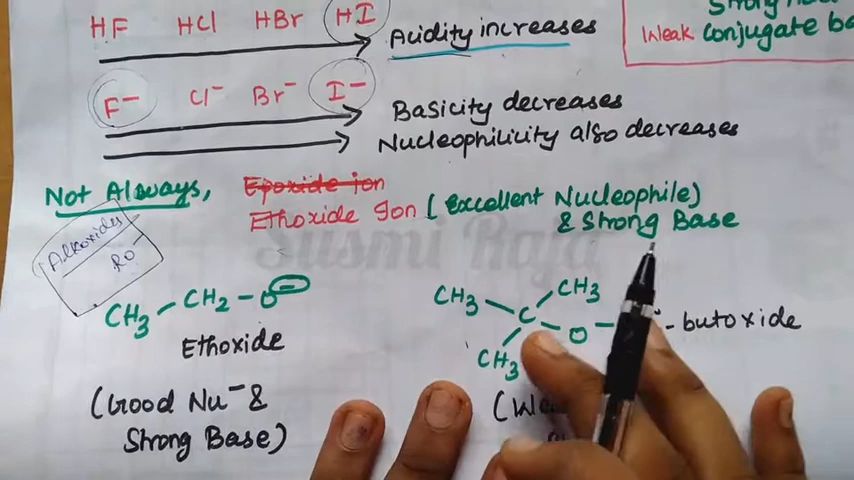 HF HCl HBr HI
Acidity increases
Weak conjugate
F⁻ Cl⁻ Br⁻ I⁻
Basicity decreases
Nucleophilicity also decreases
Not Always, Epoxide ion
Ethoxide Ion (Excellent Nucleophile)
& Strong Base
Susmi Raja
Alkoxides
RO⁻
CH3 - CH2 - O⁻
Ethoxide
(Good Nu⁻ &
Strong Base)
CH3 CH3
C O -
CH3
- butoxide